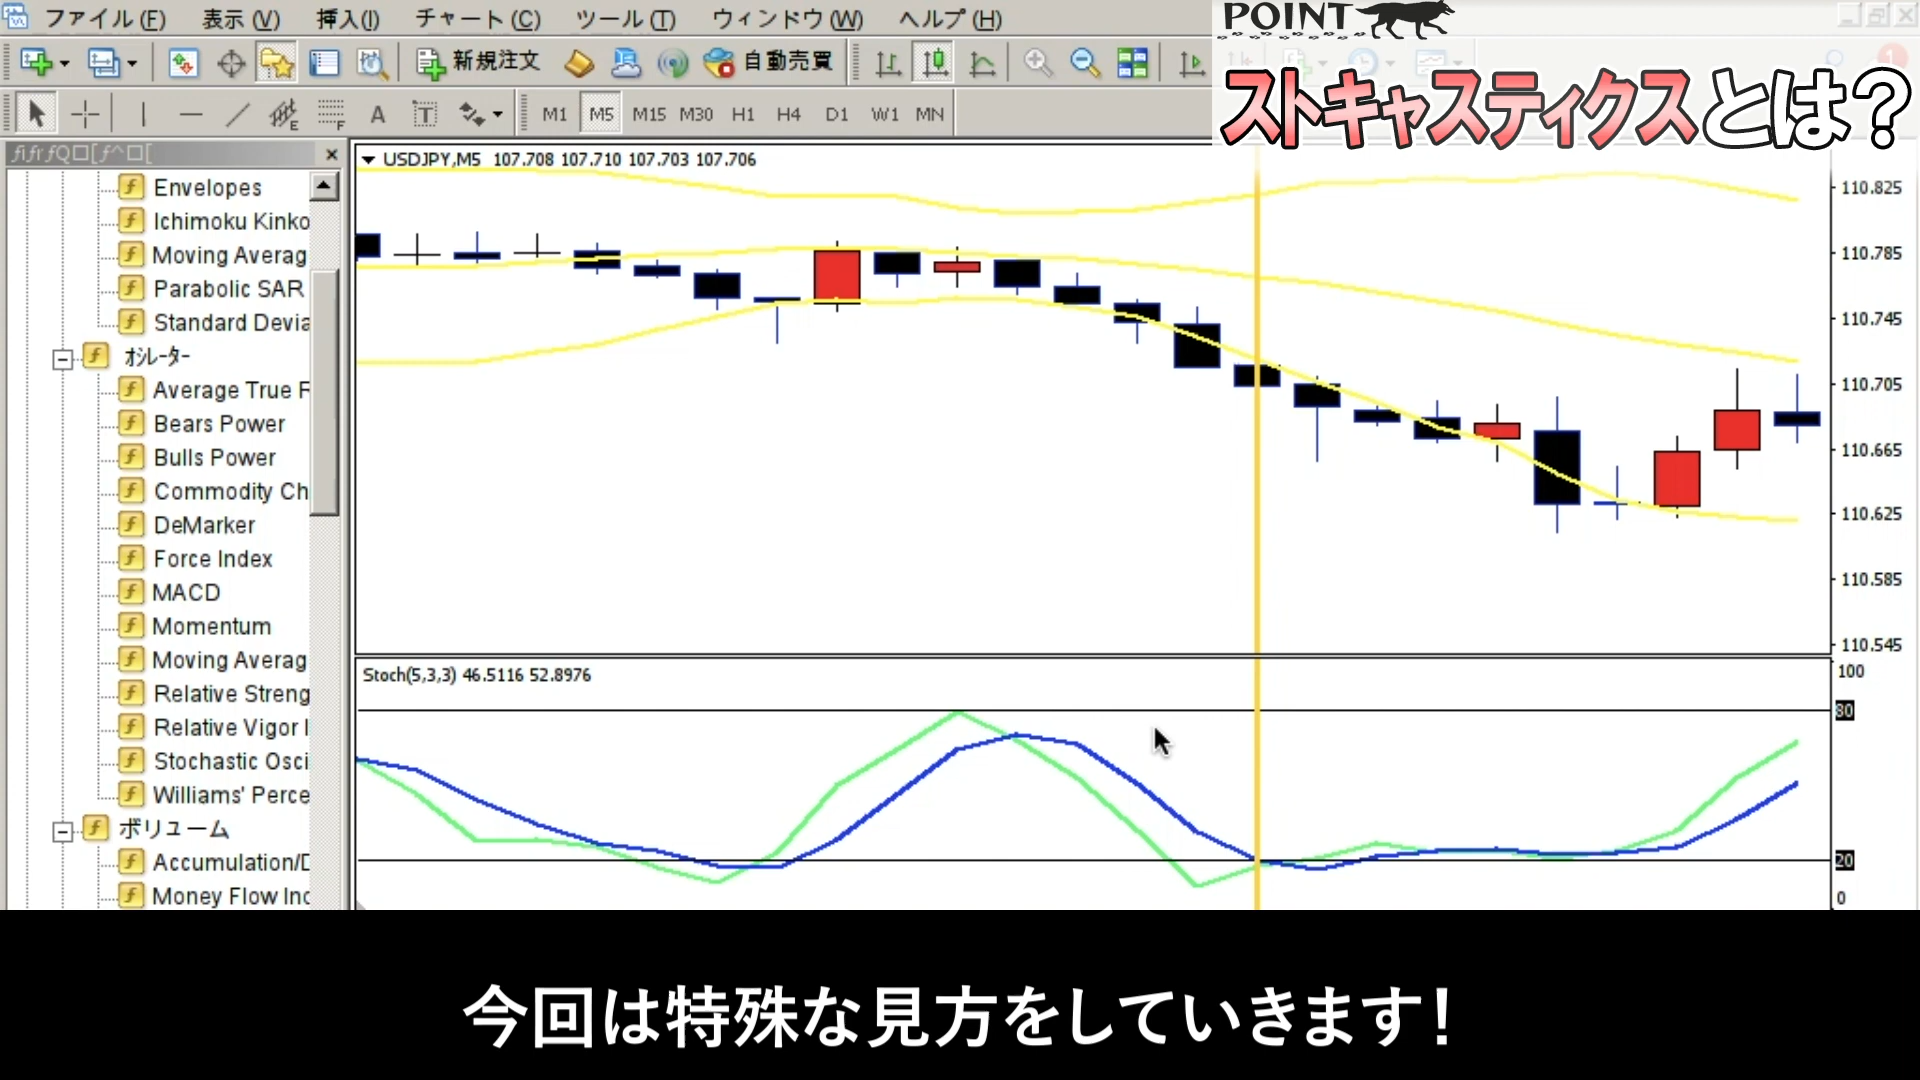 ファイル (F) 表示 (V) 挿入(I) チャート (C) ツール (T) ウィンドウ (W) ヘルプ (H)
POINT
ストキャスティクスとは？
新規注文 自動売買
A T E F
M1 M5 M15 M30 H1 H4 D1 W1 MN
USDJPY,M5 107.708 107.710 107.703 107.706
Envelopes
Ichimoku Kinko
Moving Averag
Parabolic SAR
Standard Devia
ｵｼﾚｰﾀｰ
Average True R
Bears Power
Bulls Power
Commodity Ch
DeMarker
Force Index
MACD
Momentum
Moving Averag
Relative Streng
Relative Vigor I
Stochastic Osci
Williams' Perce
ボリューム
Accumulation/D
Money Flow Ind
110.825
110.785
110.745
110.705
110.665
110.625
110.585
110.545
Stoch(5,3,3) 46.5116 52.8976
100
80
20
0
今回は特殊な見方をしていきます！